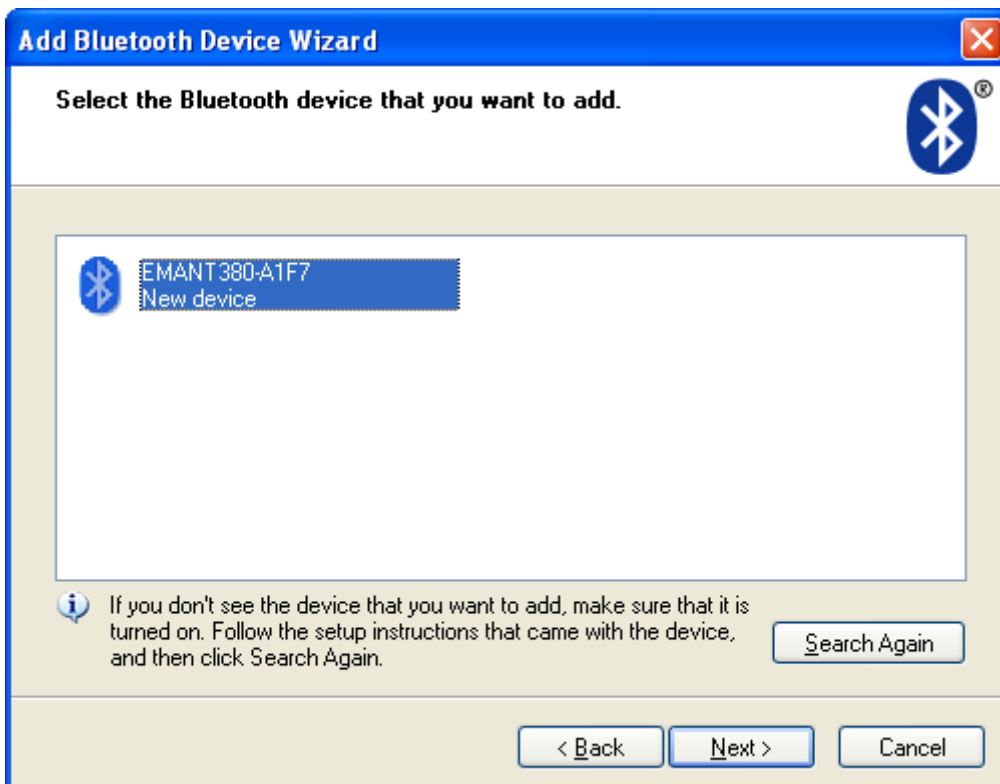 Add Bluetooth Device Wizard
Select the Bluetooth device that you want to add.
®
EMANT380-A1F7
New device
If you don't see the device that you want to add, make sure that it is
turned on. Follow the setup instructions that came with the device,
and then click Search Again.
Search Again
< Back
Next >
Cancel